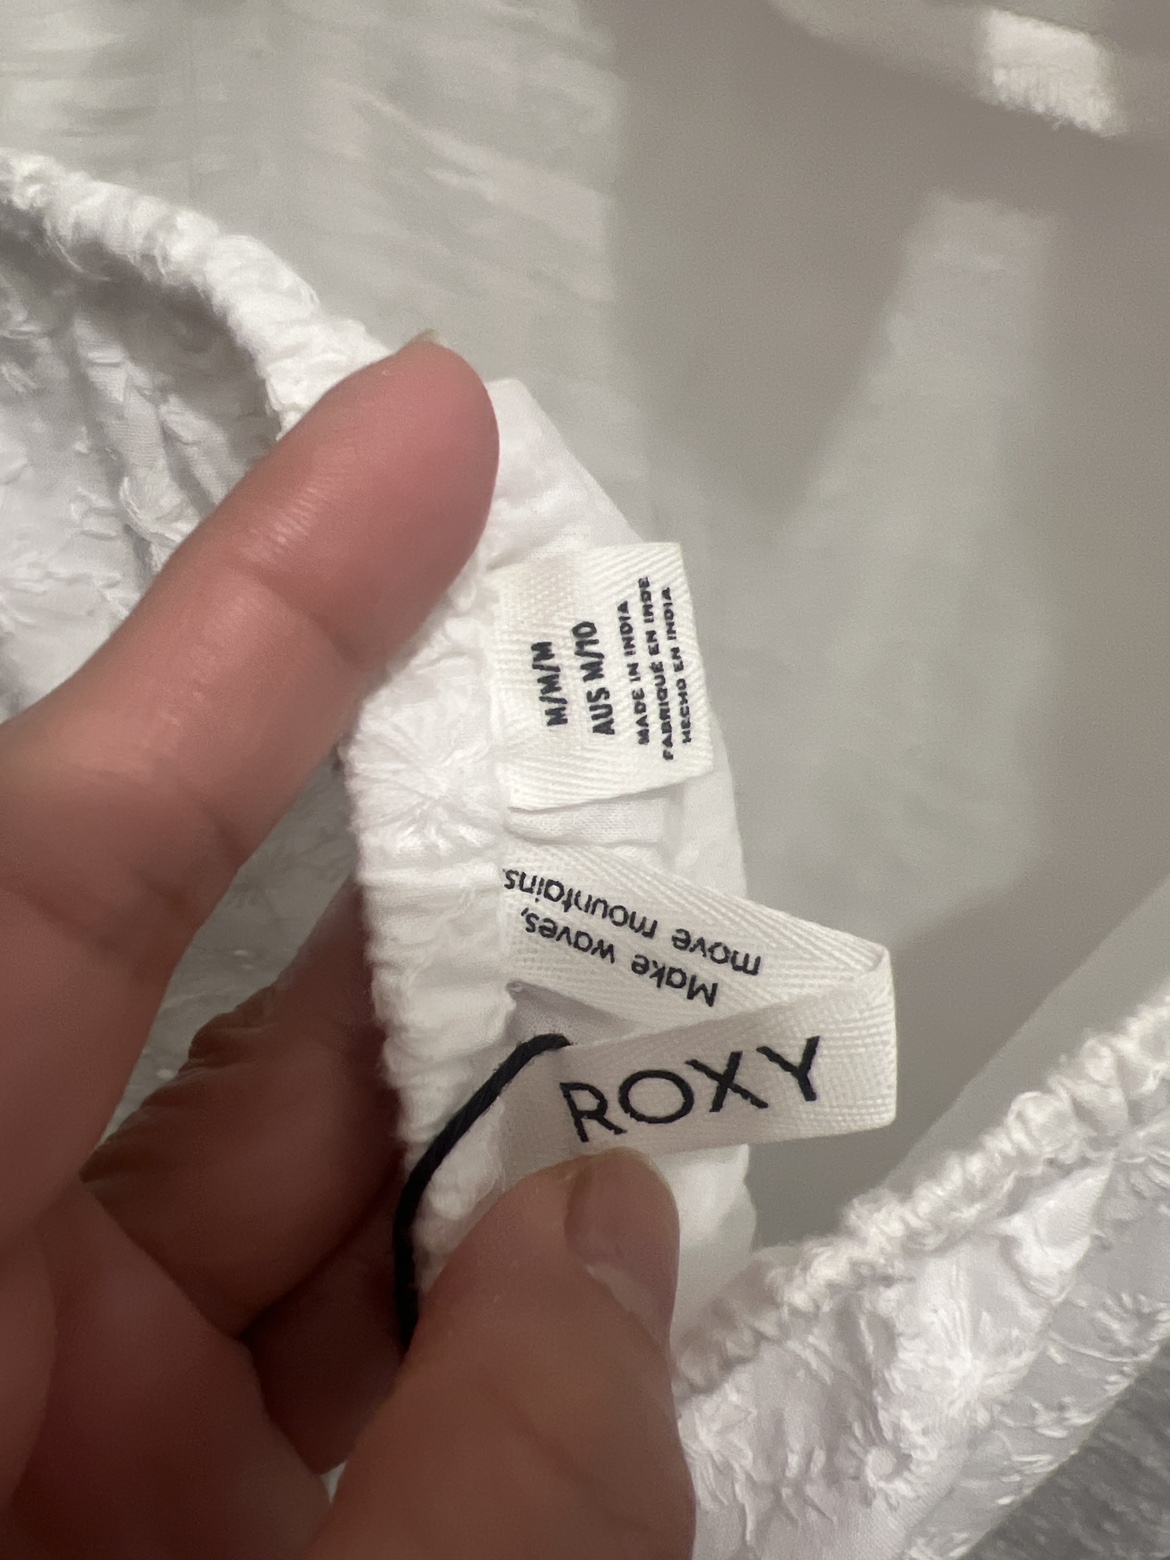 M/M/M
AUS M/10
MADE IN INDIA
FABRIQUÉ EN INDE
HECHO EN INDIA
Make waves,
move mountains.
ROXY